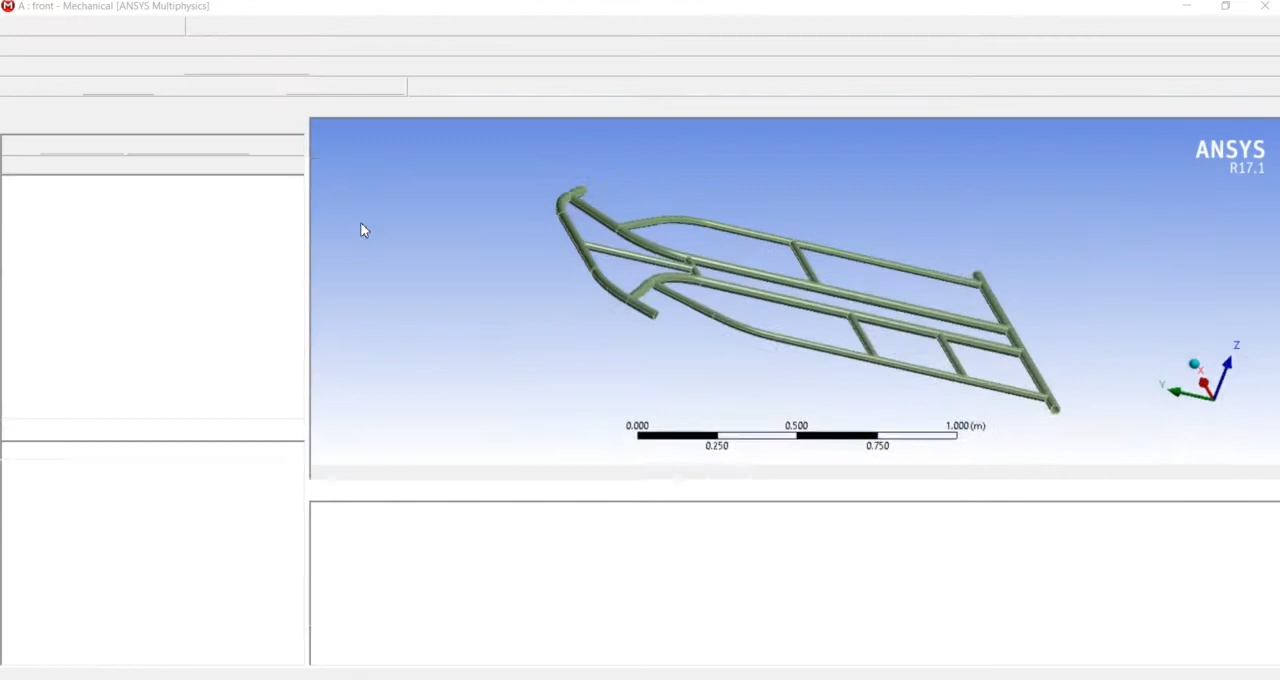 A : front - Mechanical [ANSYS Multiphysics]
ANSYS
R17.1
Z
X
Y
0.000 0.500 1.000 (m)
0.250 0.750